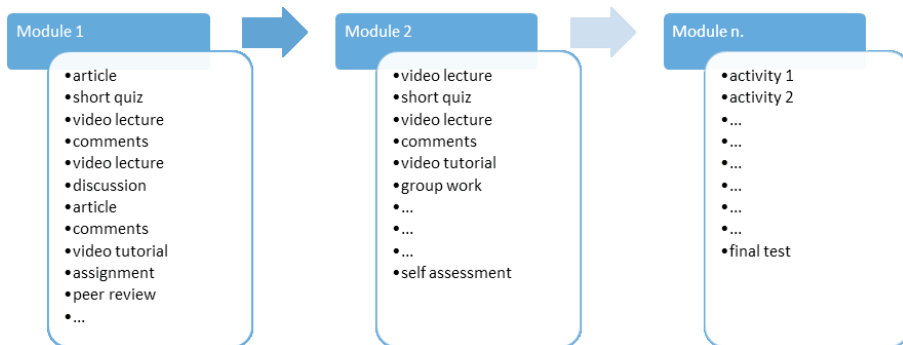 Module 1
•article
•short quiz
•video lecture
•comments
•video lecture
•discussion
•article
•comments
•video tutorial
•assignment
•peer review
•...
Module 2
•video lecture
•short quiz
•video lecture
•comments
•video tutorial
•group work
•...
•...
•...
•self assessment
Module n.
•activity 1
•activity 2
•...
•...
•...
•...
•...
•...
•final test